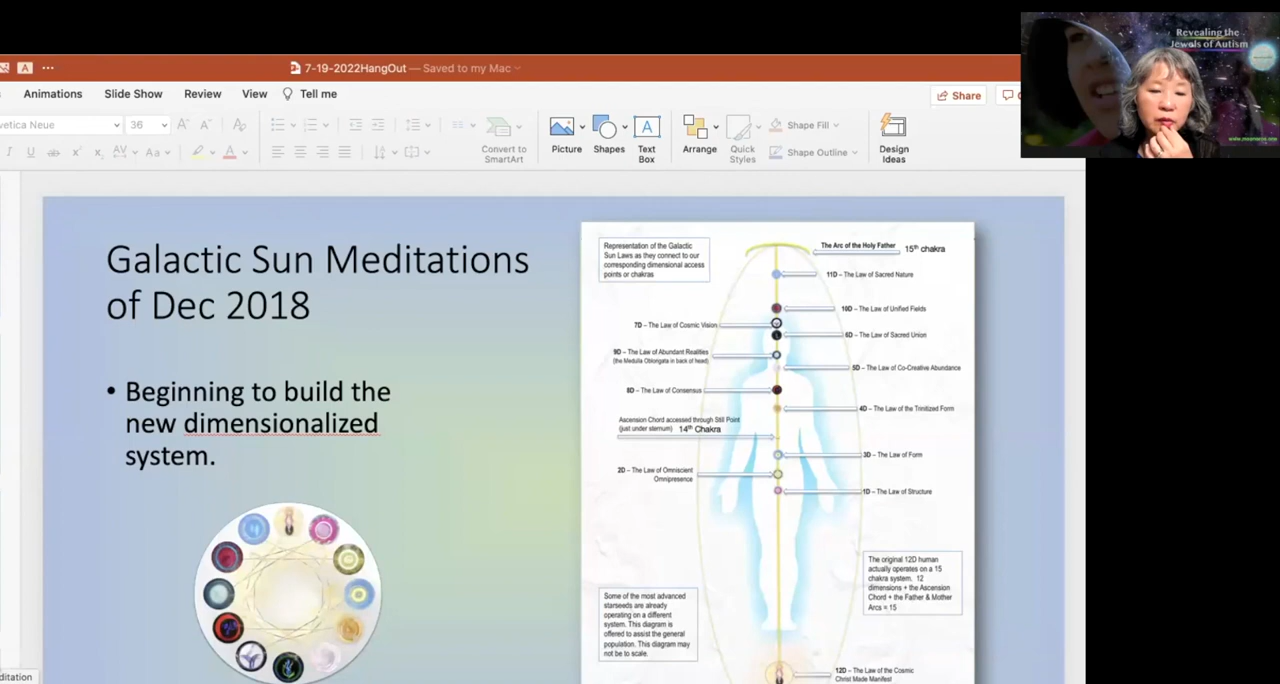 7-19-2022HangOut — Saved to my Mac
Animations Slide Show Review View Tell me
Share
36
Convert to
SmartArt
Picture
Shapes
Text
Box
Arrange
Quick
Styles
Shape Fill
Shape Outline
Design
Ideas
Revealing the
Jewels of Autism
Galactic Sun Meditations
of Dec 2018
• Beginning to build the
new dimensionalized
system.
Representation of the Galactic
Sun Laws as they connect to our
corresponding dimensional access
points or chakras
The Arc of the Holy Father 15th chakra
11D – The Law of Sacred Nature
10D – The Law of Unified Fields
7D – The Law of Cosmic Vision
6D – The Law of Sacred Union
9D – The Law of Abundant Realities
(the Medulla Oblongata in back of head)
5D – The Law of Co-Creative Abundance
8D – The Law of Consensus
4D – The Law of the Trinitized Form
Ascension Chord accessed through Still Point
(just under sternum) 14th Chakra
3D – The Law of Form
2D – The Law of Omniscient
Omnipresence
1D – The Law of Structure
The original 12D human
actually operates on a 15
chakra system. 12
dimensions + the Ascension
Chord + the Father & Mother
Arcs = 15
Some of the most advanced
starseeds are already
operating on a different
system. This diagram is
offered to assist the general
population. This diagram may
not be to scale.
12D – The Law of the Cosmic
Christ Made Manifest